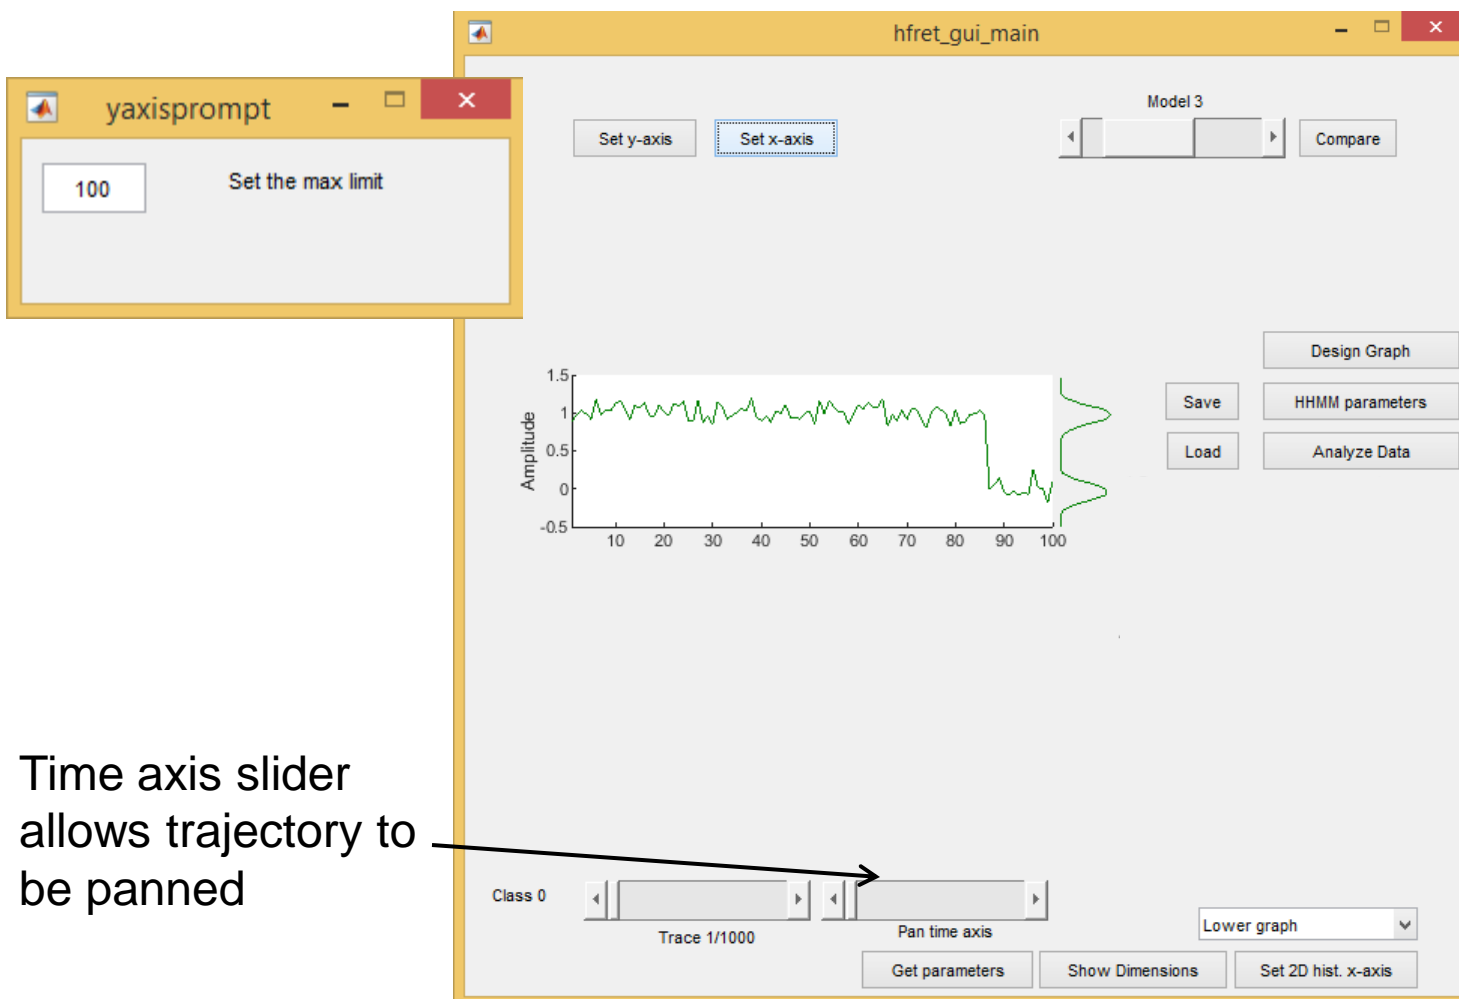 hfret_gui_main
yaxisprompt
100
Set the max limit
Set y-axis
Set x-axis
Model 3
Compare
Design Graph
Save
HHMM parameters
Load
Analyze Data
Amplitude
1.5
1
0.5
0
-0.5
10 20 30 40 50 60 70 80 90 100
Time axis slider
allows trajectory to
be panned
Class 0
Trace 1/1000
Pan time axis
Lower graph
Get parameters
Show Dimensions
Set 2D hist. x-axis